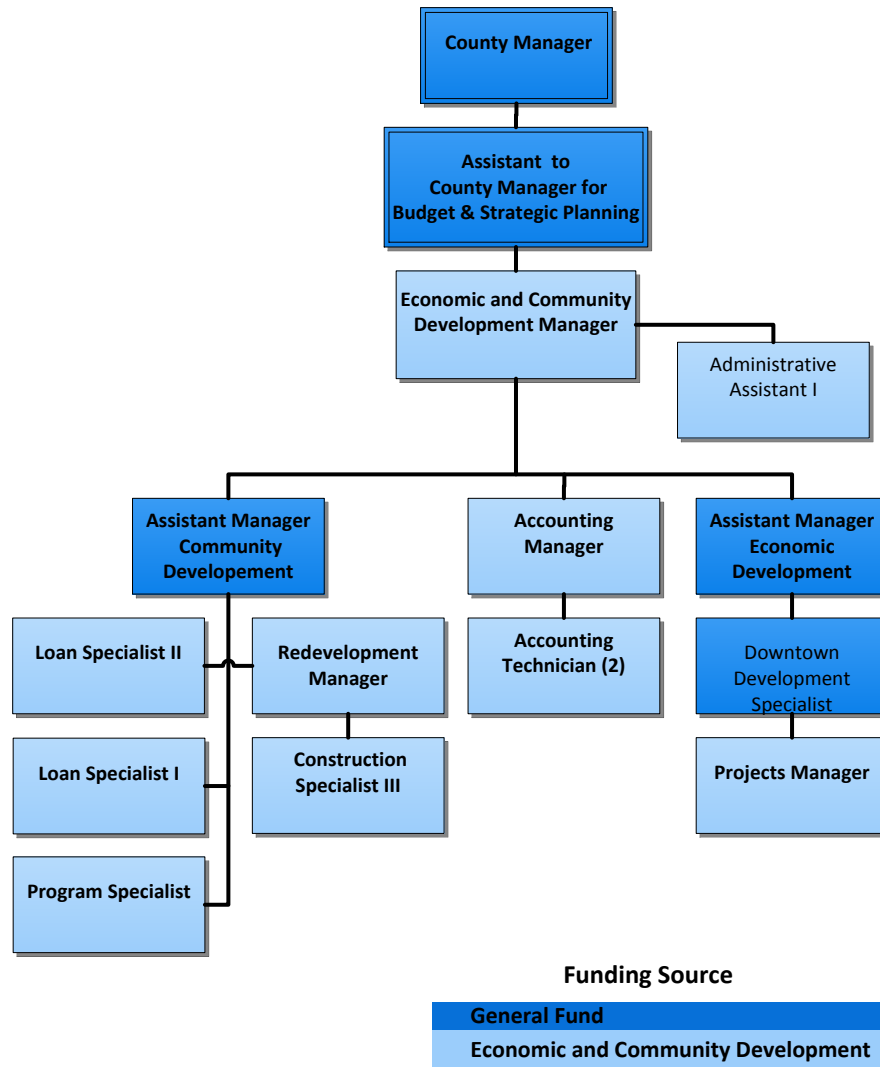 County Manager
Assistant to
County Manager for
Budget & Strategic Planning
Economic and Community
Development Manager
Administrative
Assistant I
Assistant Manager
Community
Developement
Accounting
Manager
Assistant Manager
Economic
Development
Loan Specialist II
Redevelopment
Manager
Accounting
Technician (2)
Downtown
Development
Specialist
Loan Specialist I
Construction
Specialist III
Projects Manager
Program Specialist
Funding Source
General Fund
Economic and Community Development